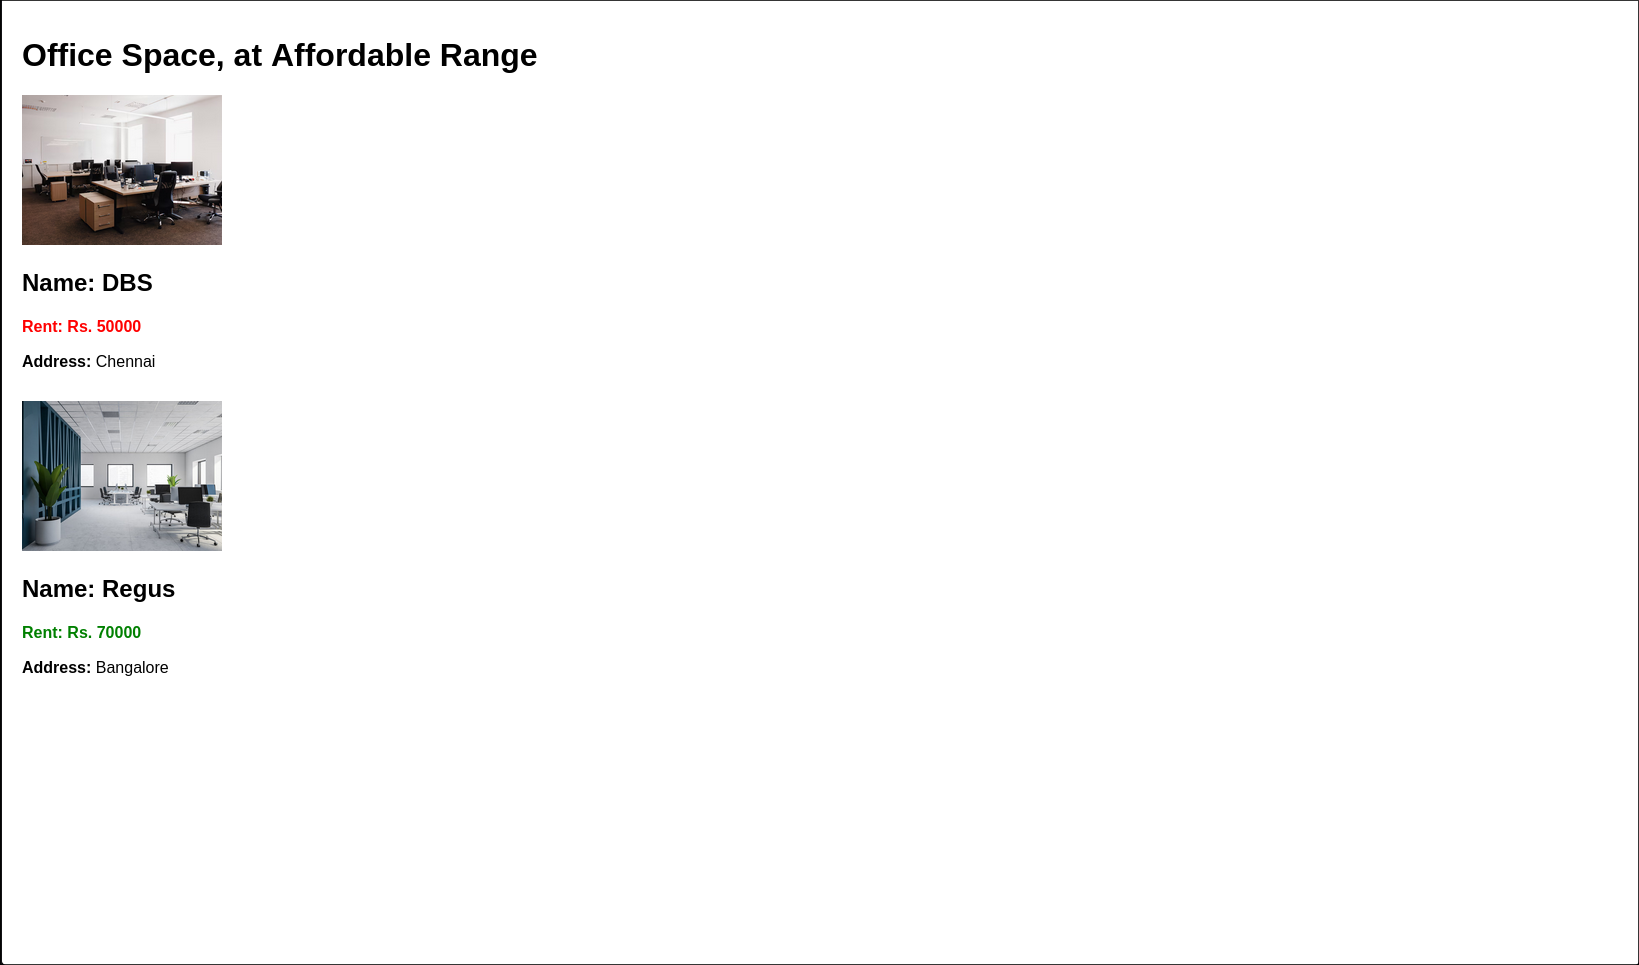 Office Space, at Affordable Range
Name: DBS
Rent: Rs. 50000
Address: Chennai
Name: Regus
Rent: Rs. 70000
Address: Bangalore